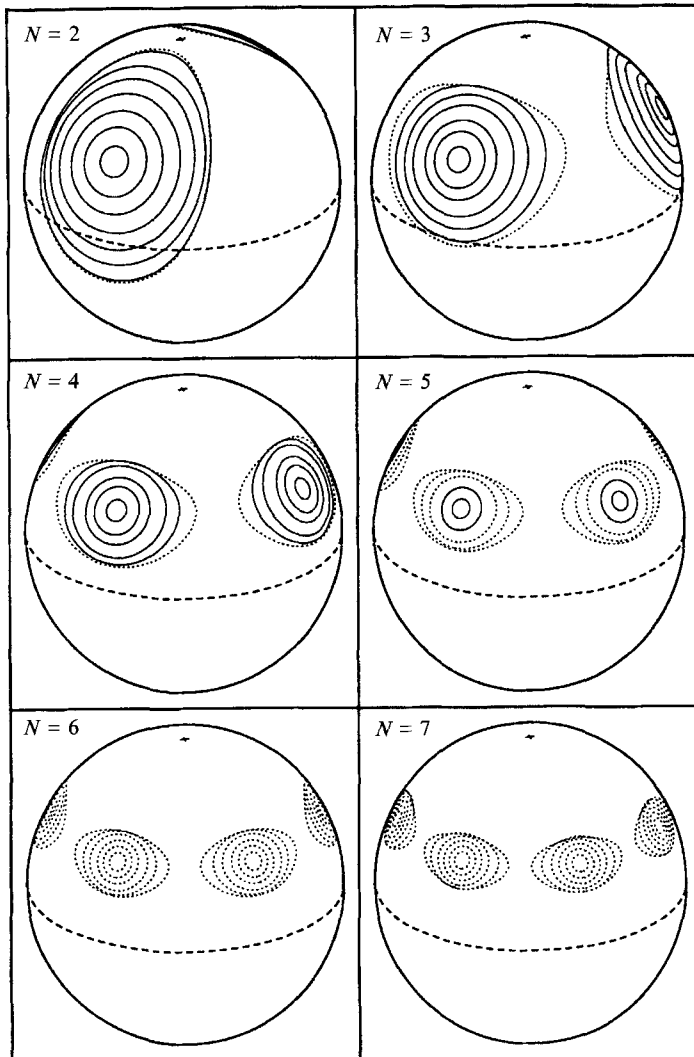 N = 2
N = 3
N = 4
N = 5
N = 6
N = 7